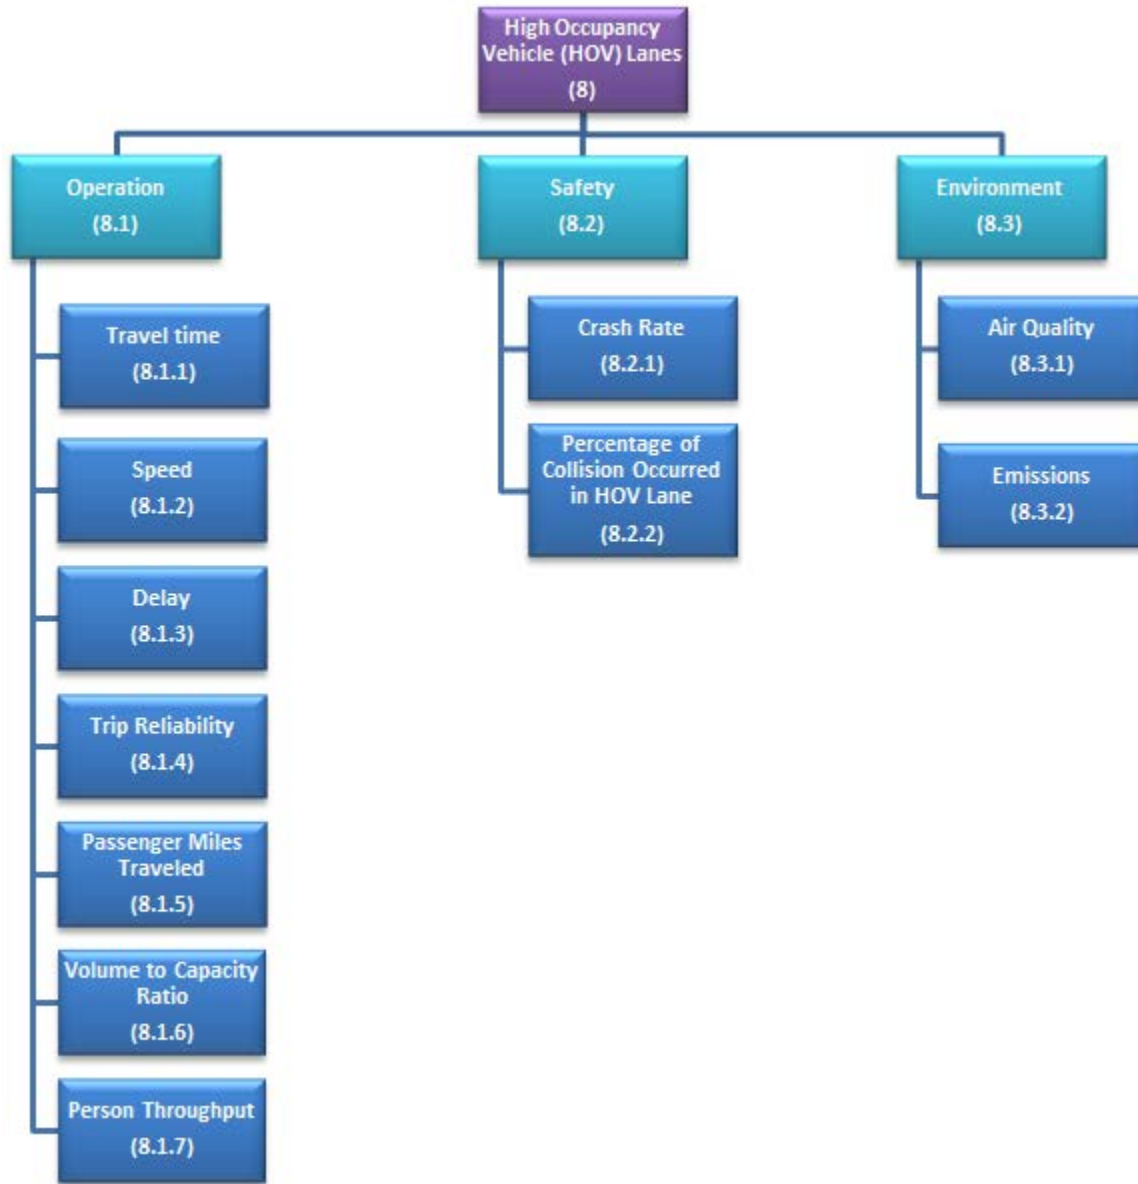 High Occupancy
Vehicle (HOV) Lanes
(8)
Operation
(8.1)
Travel time
(8.1.1)
Speed
(8.1.2)
Delay
(8.1.3)
Trip Reliability
(8.1.4)
Passenger Miles
Traveled
(8.1.5)
Volume to Capacity
Ratio
(8.1.6)
Person Throughput
(8.1.7)
Safety
(8.2)
Crash Rate
(8.2.1)
Percentage of
Collision Occurred
in HOV Lane
(8.2.2)
Environment
(8.3)
Air Quality
(8.3.1)
Emissions
(8.3.2)